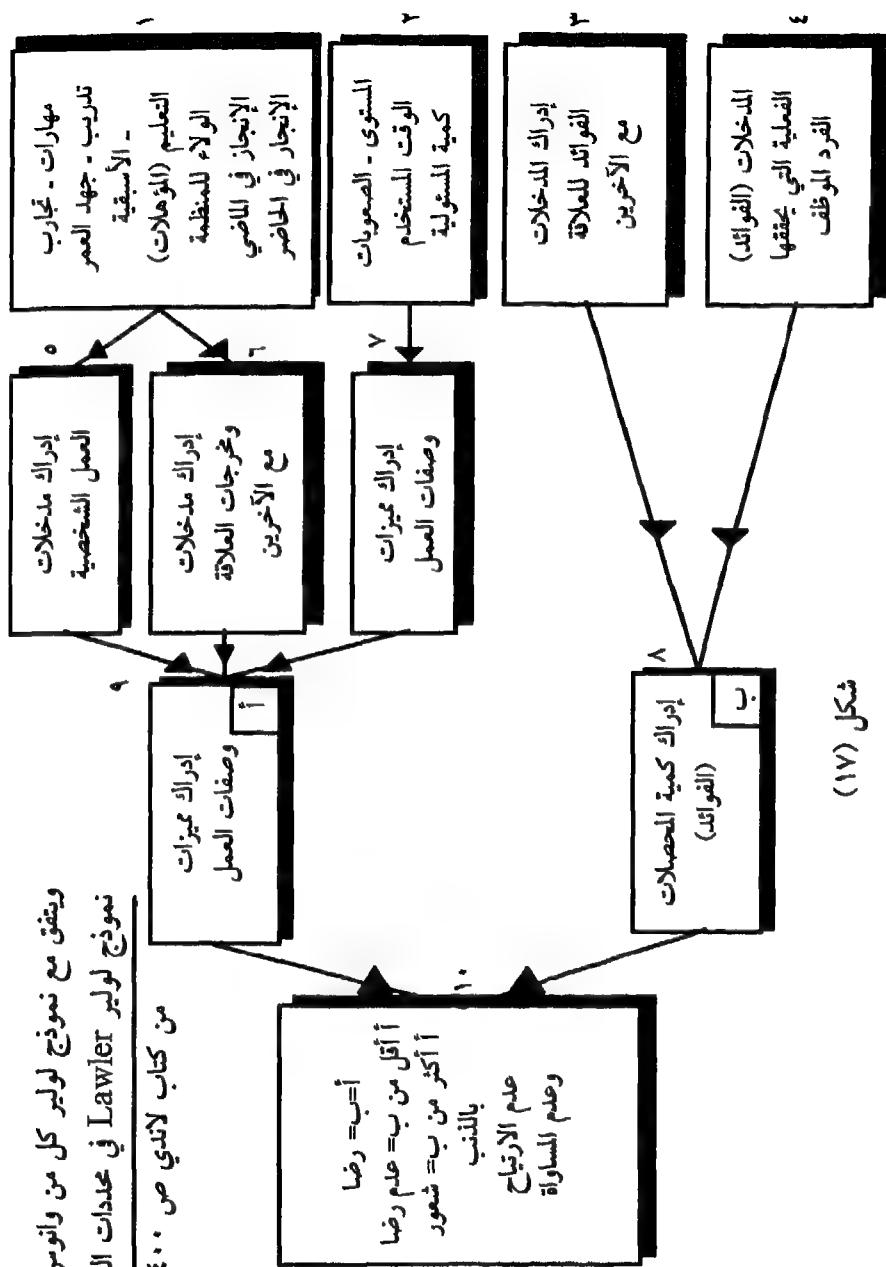 ١
مهارات ـ تجارب
تدريب ـ جهد العمر
ـ الأسبقية
التعليم (المؤهلات)
الولاء للمنظمة
الإنجاز في الماضي
الإنجار في الحاضر
٢
المستوى ـ الصعوبات
الوقت المستخدم
كمية المسئولية
٣
إدراك المدخلات
الفوائد للعلاقة
مع الآخرين
٤
المدخلات (الفوائد)
الفعلية التي يحققها
الفرد الموظف
٥
إدراك مدخلات
العمل الشخصية
٦
إدراك مدخلات
ومخرجات العلاقة
مع الآخرين
٧
إدراك مميزات
وصفات العمل
٩
إدراك مميزات
وصفات العمل
أ
٨
إدراك كمية المحصلات
(الفوائد)
ب
١٠
أ=ب= رضا
أ أقل من ب= عدم رضا
أ أكثر من ب= شعور
بالذنب
عدم الارتياح
وعدم المساواة
شكل (١٧)
ويتفق مع نموذج لولير كل من وانوس
نموذج لولير Lawler في محددات
من كتاب لاندي ص ٤٠٠